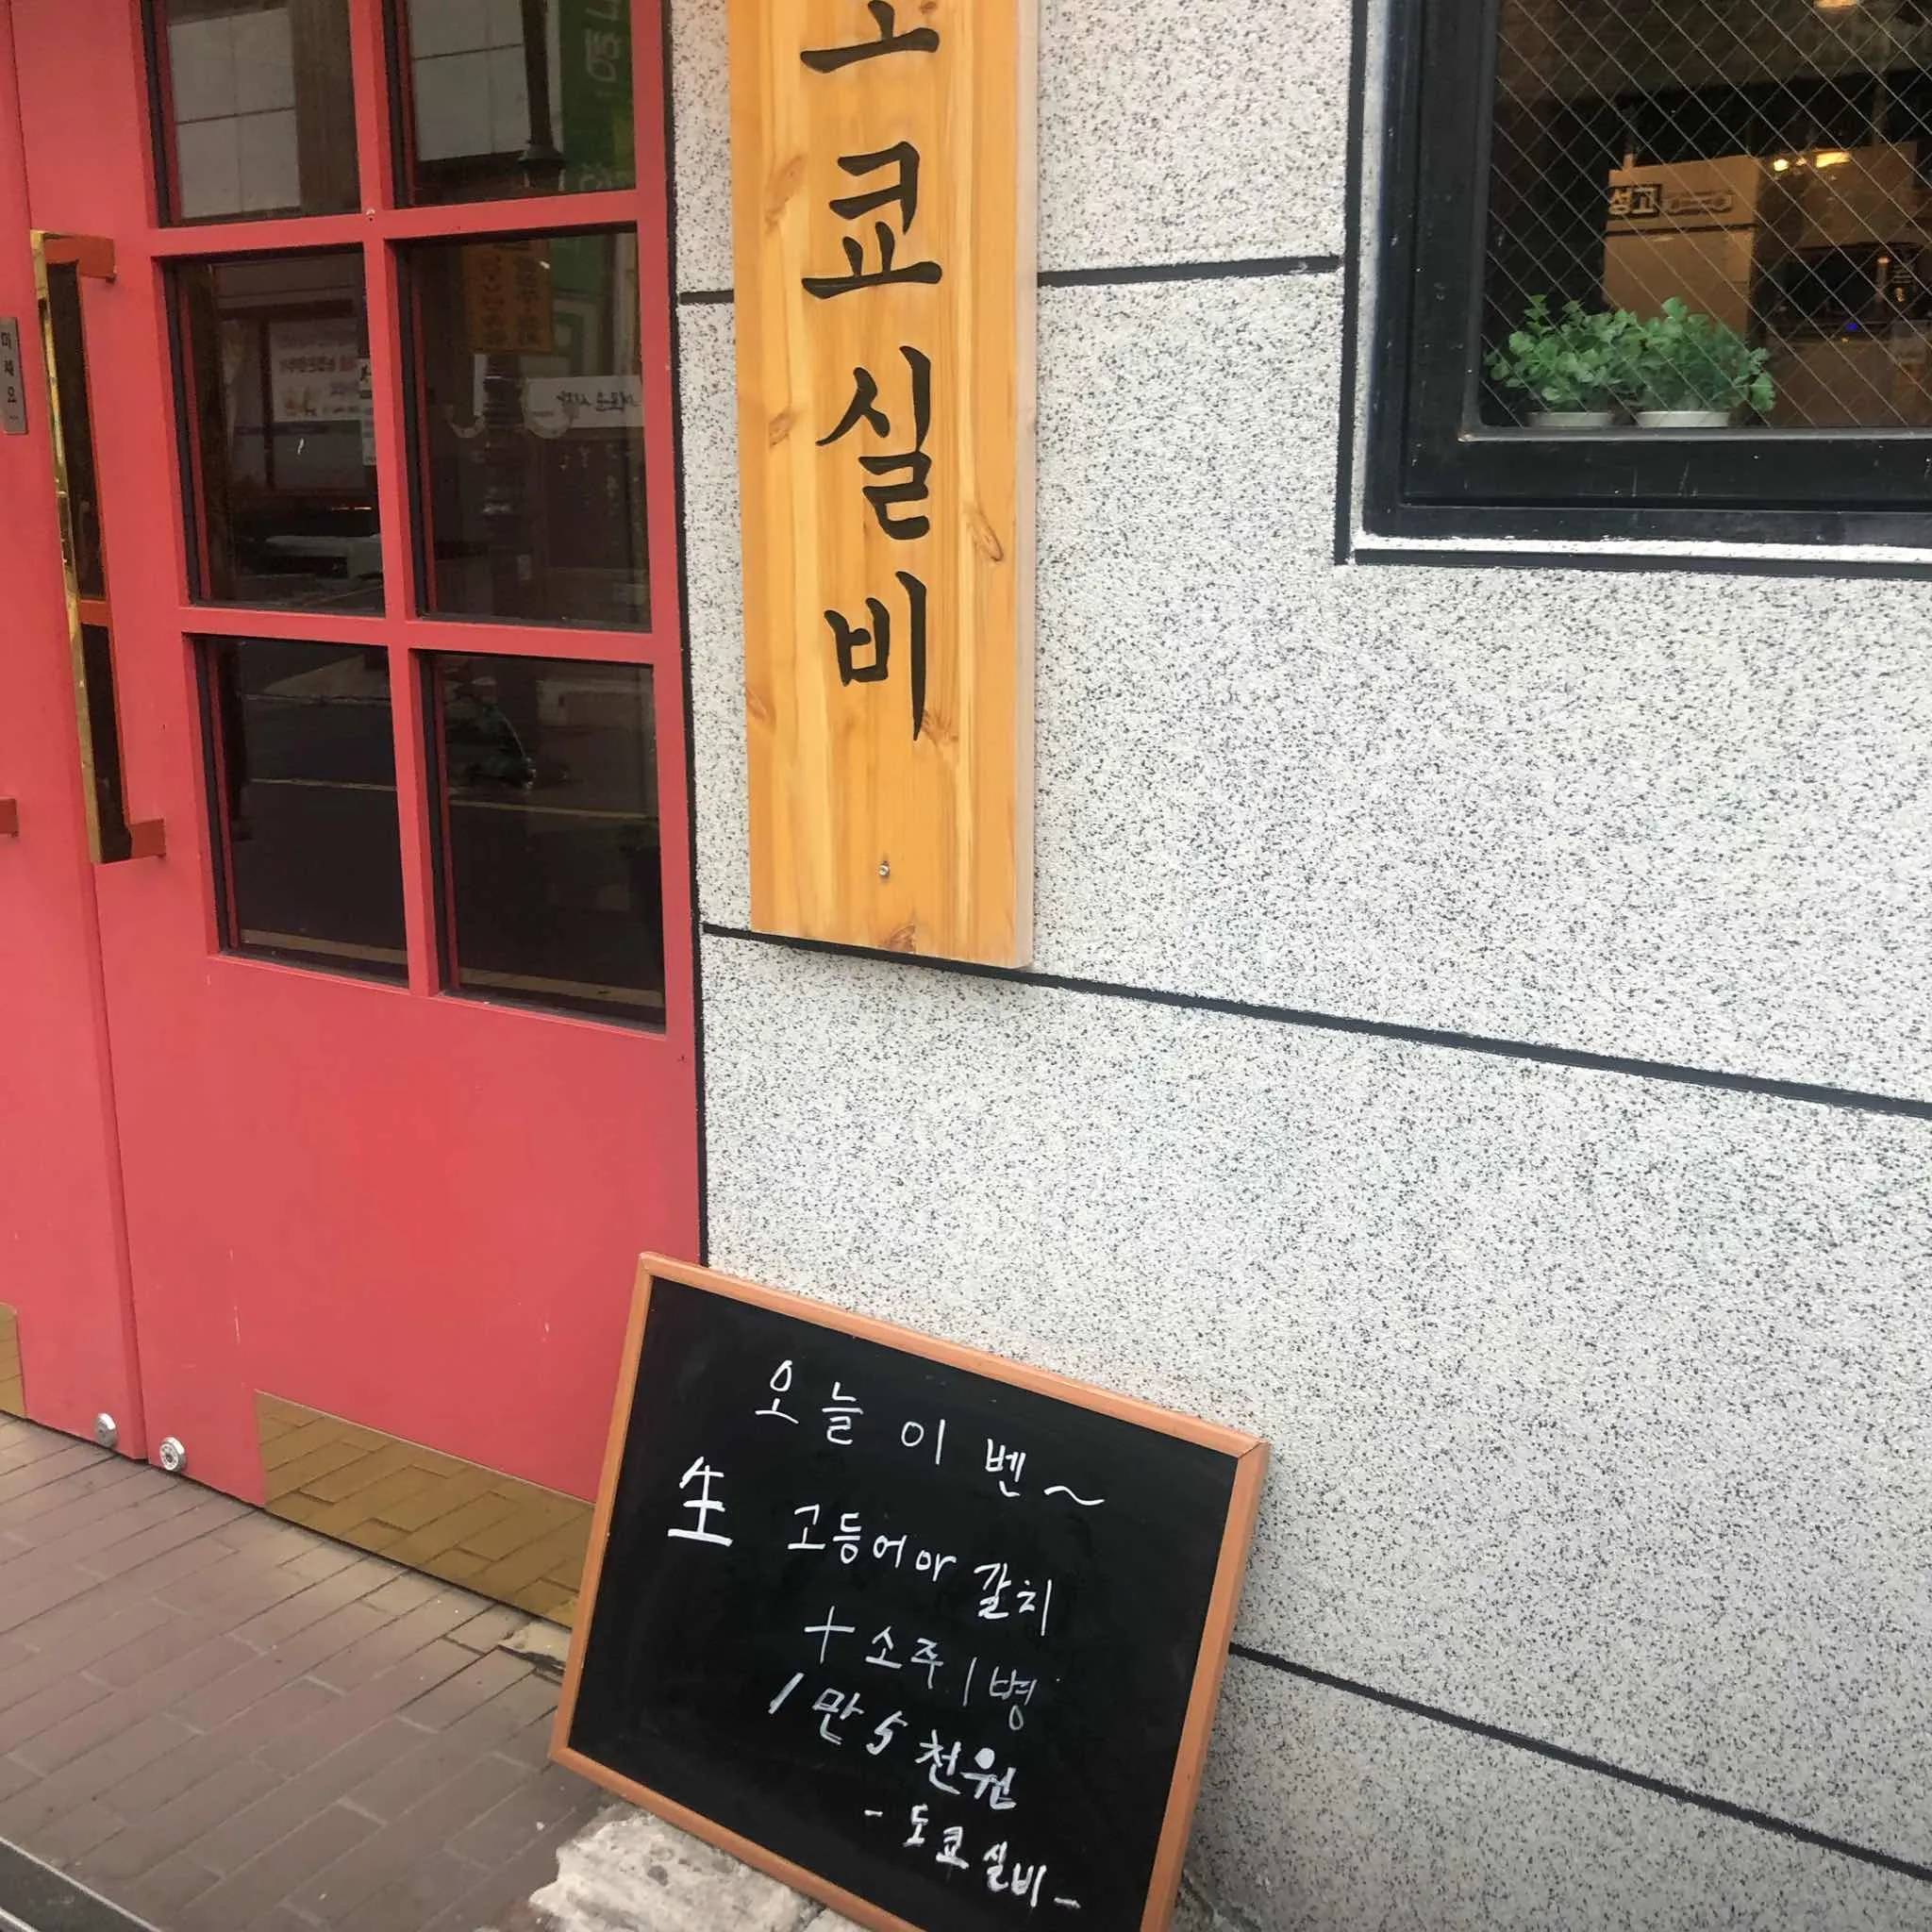 쿄
실
비
오늘 이벤~
生 고등어야 갈치
+ 소주 1병
1만 5천원
- 도쿄실비 -